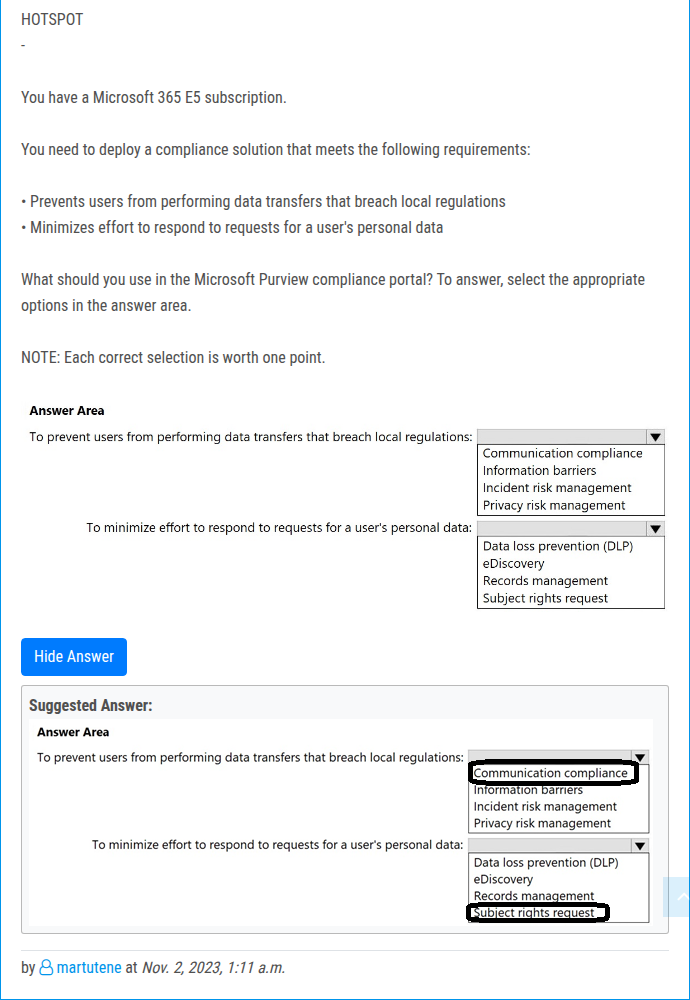 HOTSPOT
-
You have a Microsoft 365 E5 subscription.
You need to deploy a compliance solution that meets the following requirements:
• Prevents users from performing data transfers that breach local regulations
• Minimizes effort to respond to requests for a user's personal data
What should you use in the Microsoft Purview compliance portal? To answer, select the appropriate
options in the answer area.
NOTE: Each correct selection is worth one point.
Answer Area
To prevent users from performing data transfers that breach local regulations:
Communication compliance
Information barriers
Incident risk management
Privacy risk management
To minimize effort to respond to requests for a user's personal data:
Data loss prevention (DLP)
eDiscovery
Records management
Subject rights request
Hide Answer
Suggested Answer:
Answer Area
To prevent users from performing data transfers that breach local regulations:
Communication compliance
Information barriers
Incident risk management
Privacy risk management
To minimize effort to respond to requests for a user's personal data:
Data loss prevention (DLP)
eDiscovery
Records management
Subject rights request
by martutene at Nov. 2, 2023, 1:11 a.m.